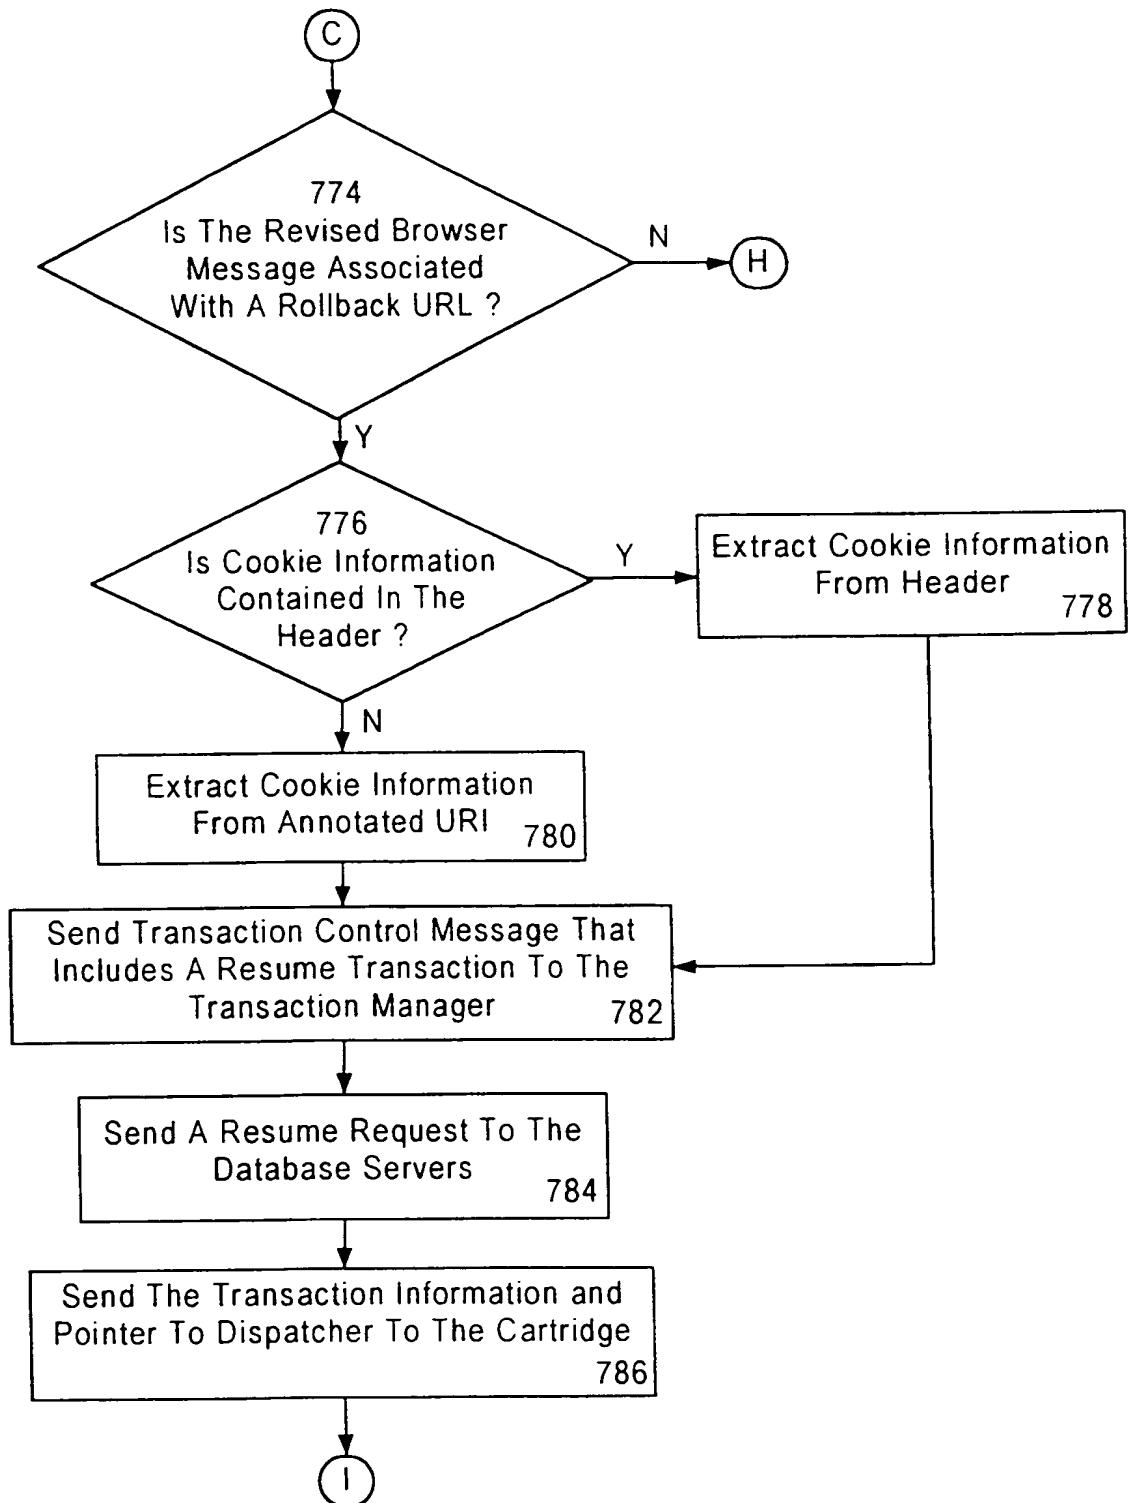 C
774
Is The Revised Browser
Message Associated
With A Rollback URL ?
N
H
Y
776
Is Cookie Information
Contained In The
Header ?
Y
Extract Cookie Information
From Header
778
N
Extract Cookie Information
From Annotated URI
780
Send Transaction Control Message That
Includes A Resume Transaction To The
Transaction Manager
782
Send A Resume Request To The
Database Servers
784
Send The Transaction Information and
Pointer To Dispatcher To The Cartridge
786
I